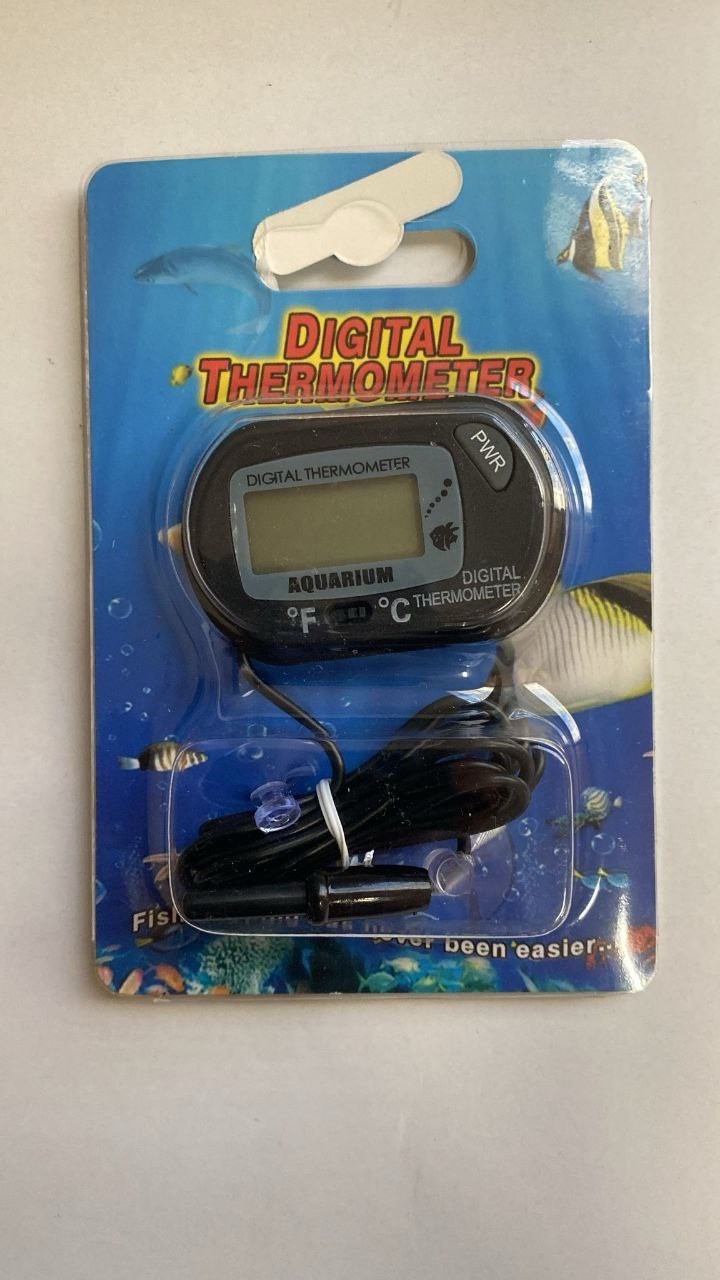 DIGITAL
THERMOMETER
PWR
DIGITAL THERMOMETER
AQUARIUM
DIGITAL
THERMOMETER
°F °C
been easier...